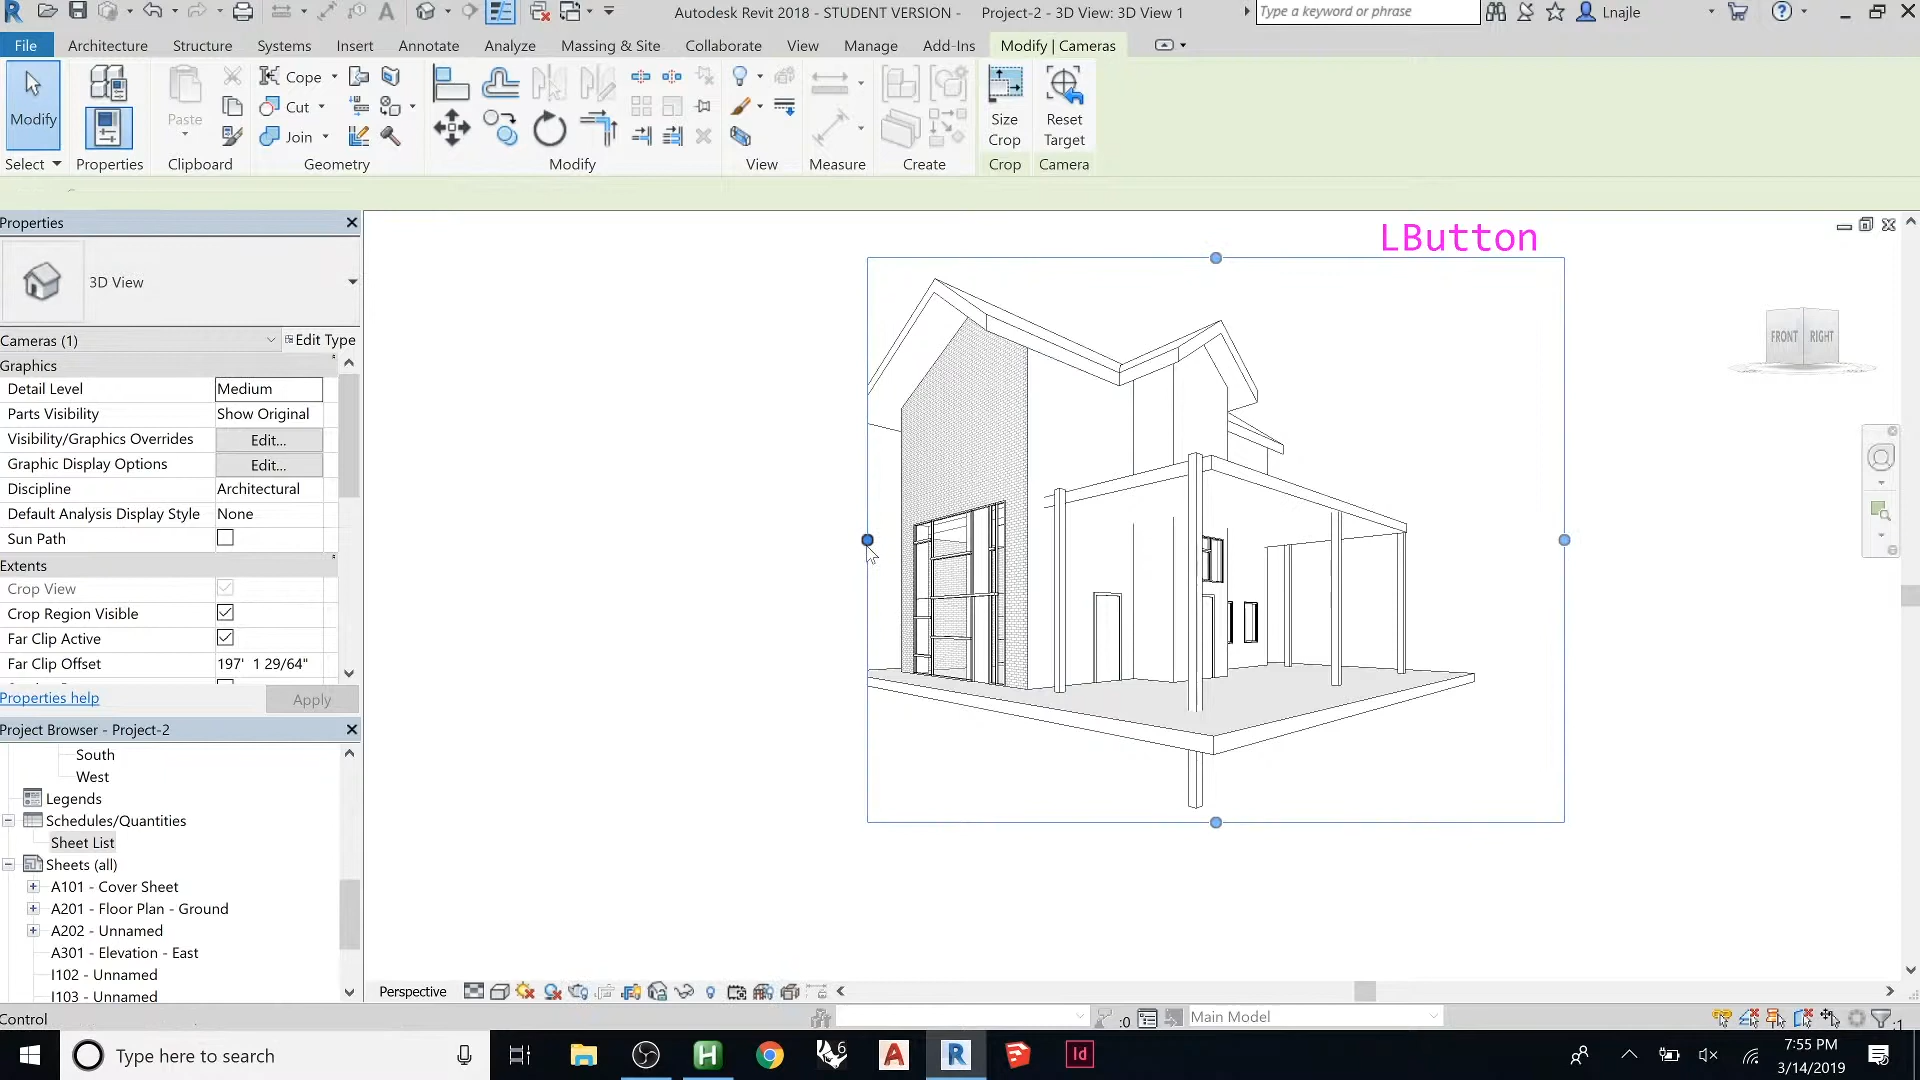 Autodesk Revit 2018 - STUDENT VERSION - Project-2 - 3D View: 3D View 1
Type a keyword or phrase
Lnajle
File Architecture Structure Systems Insert Annotate Analyze Massing & Site Collaborate View Manage Add-Ins Modify | Cameras
Modify
Paste
Cope
Cut
Join
Size Crop
Reset Target
Select Properties Clipboard Geometry Modify View Measure Create Crop Camera
Properties
3D View
Cameras (1)
Edit Type
Graphics
Detail Level Medium
Parts Visibility Show Original
Visibility/Graphics Overrides Edit...
Graphic Display Options Edit...
Discipline Architectural
Default Analysis Display Style None
Sun Path
Extents
Crop View
Crop Region Visible
Far Clip Active
Far Clip Offset 197' 1 29/64"
Properties help
Apply
Project Browser - Project-2
South
West
Legends
Schedules/Quantities
Sheet List
Sheets (all)
A101 - Cover Sheet
A201 - Floor Plan - Ground
A202 - Unnamed
A301 - Elevation - East
I102 - Unnamed
I103 - Unnamed
LButton
FRONT RIGHT
Perspective
Control
:0
Main Model
:1
Type here to search
6
Id
7:55 PM
3/14/2019